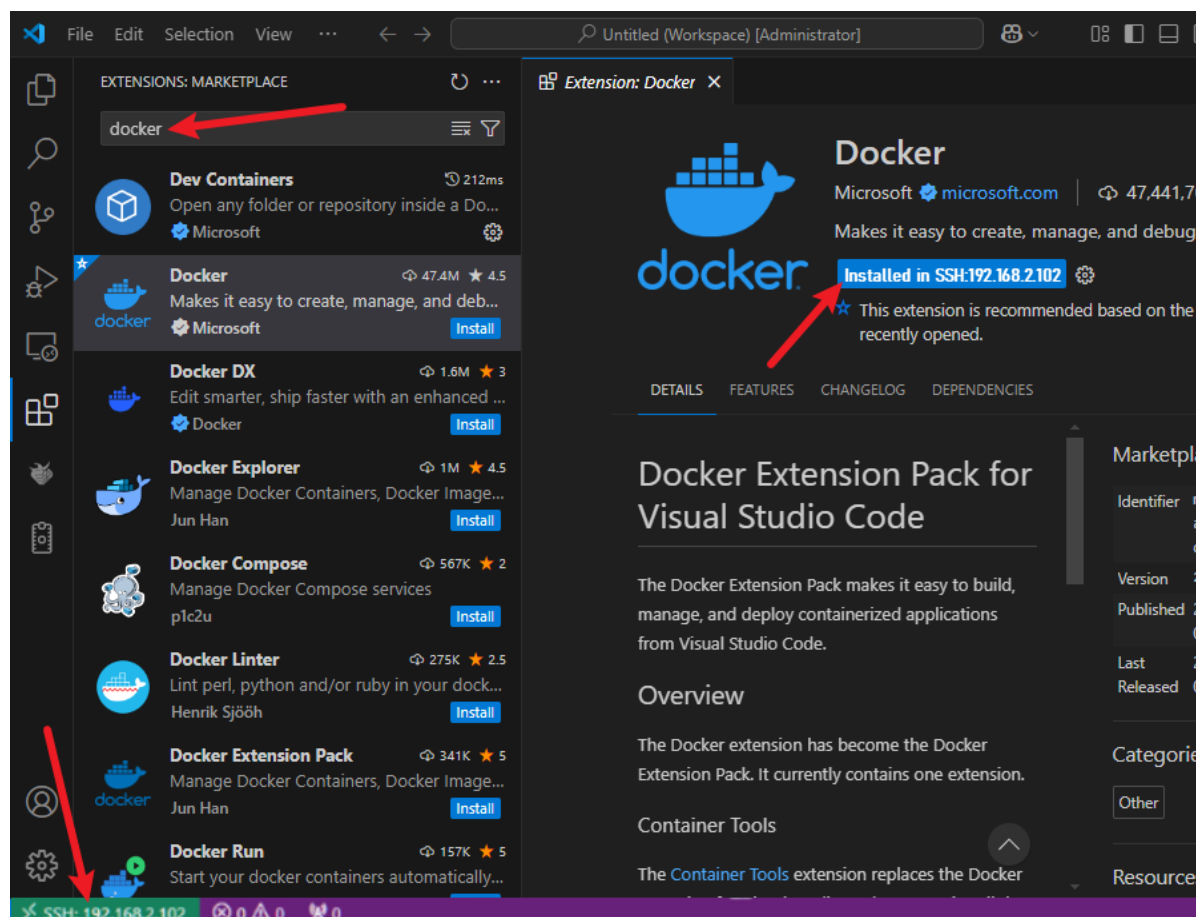 File Edit Selection View ···
Untitled (Workspace) [Administrator]
EXTENSIONS: MARKETPLACE
docker
Dev Containers 212ms
Open any folder or repository inside a Do...
Microsoft
Docker 47.4M 4.5
Makes it easy to create, manage, and deb...
Microsoft Install
docker
Docker DX 1.6M 3
Edit smarter, ship faster with an enhanced ...
Docker Install
Docker Explorer 1M 4.5
Manage Docker Containers, Docker Image...
Jun Han Install
Docker Compose 567K 2
Manage Docker Compose services
p1c2u Install
Docker Linter 275K 2.5
Lint perl, python and/or ruby in your dock...
Henrik Sjööh Install
Docker Extension Pack 341K 5
Manage Docker Containers, Docker Image...
Jun Han Install
docker
Docker Run 157K 5
Start your docker containers automatically...
Extension: Docker
docker
Docker
Microsoft microsoft.com 47,441,7
Makes it easy to create, manage, and debug
Installed in SSH:192.168.2.102
This extension is recommended based on the
recently opened.
DETAILS FEATURES CHANGELOG DEPENDENCIES
Docker Extension Pack for
Visual Studio Code
The Docker Extension Pack makes it easy to build,
manage, and deploy containerized applications
from Visual Studio Code.
Overview
The Docker extension has become the Docker
Extension Pack. It currently contains one extension.
Container Tools
The Container Tools extension replaces the Docker
Marketpla
Identifier
Version
Published
Last
Released
Categorie
Other
Resource
SSH: 192.168.2.102 0 0 0